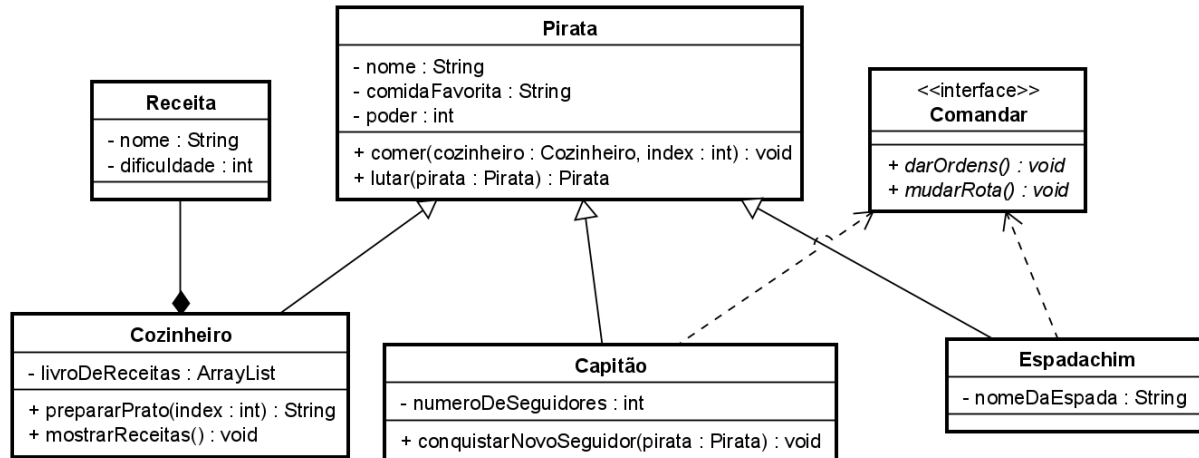 Pirata
- nome : String
- comidaFavorita : String
- poder : int
+ comer(cozinheiro : Cozinheiro, index : int) : void
+ lutar(pirata : Pirata) : Pirata
Receita
- nome : String
- dificuldade : int
<<interface>>
Comandar
+ darOrdens() : void
+ mudarRota() : void
Cozinheiro
- livroDeReceitas : ArrayList
+ prepararPrato(index : int) : String
+ mostrarReceitas() : void
Capitão
- numeroDeSeguidores : int
+ conquistarNovoSeguidor(pirata : Pirata) : void
Espadachim
- nomeDaEspada : String